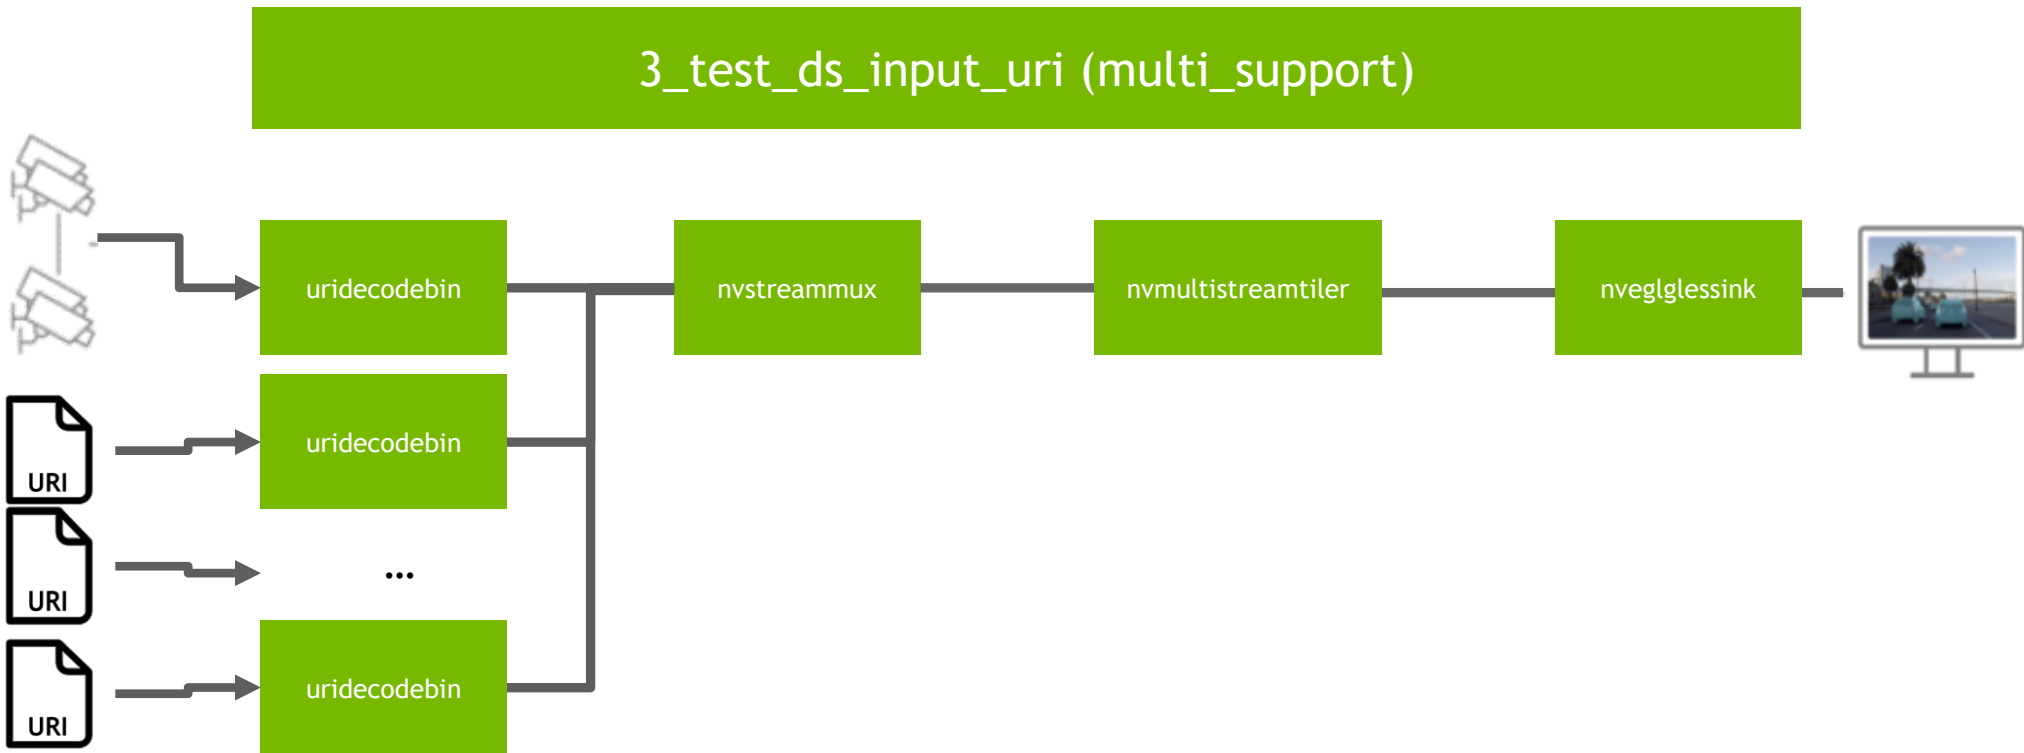 3_test_ds_input_uri (multi_support)
uridecodebin
nvstreammux
nvmultistreamtiler
nveglglessink
URI
uridecodebin
URI
...
URI
uridecodebin